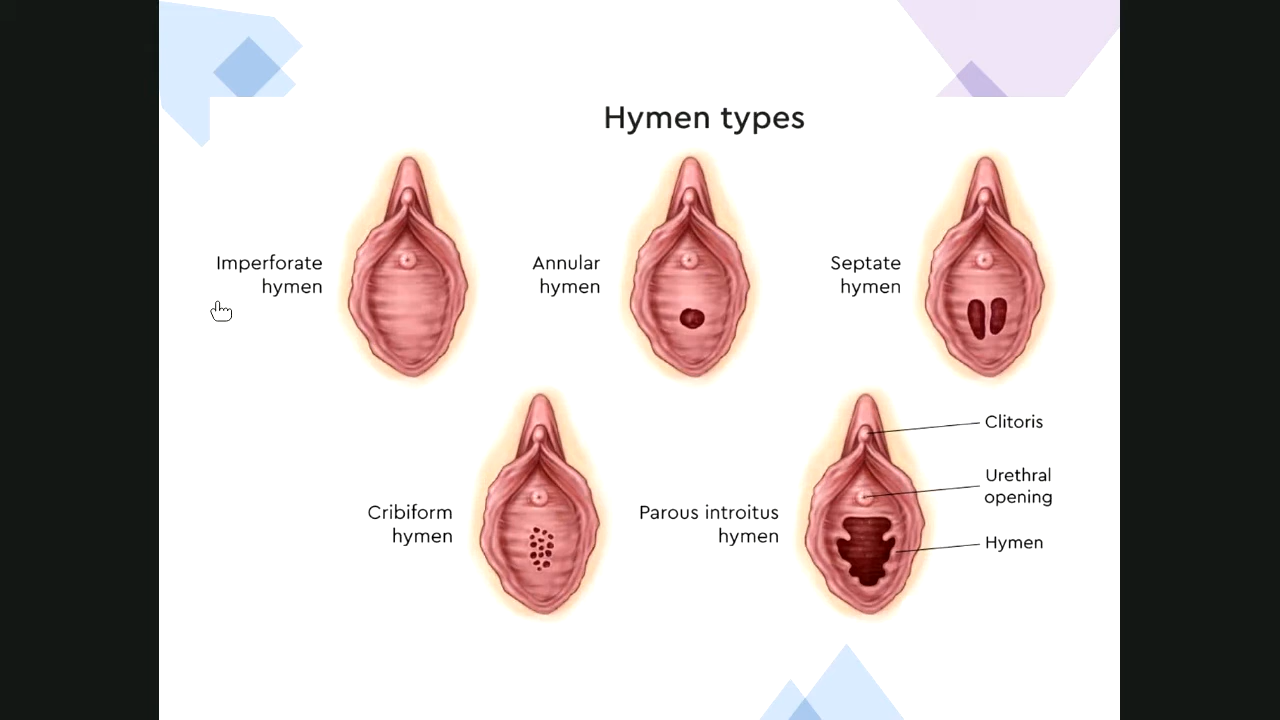 Hymen types
Imperforate
hymen
Annular
hymen
Septate
hymen
Cribiform
hymen
Parous introitus
hymen
Clitoris
Urethral
opening
Hymen